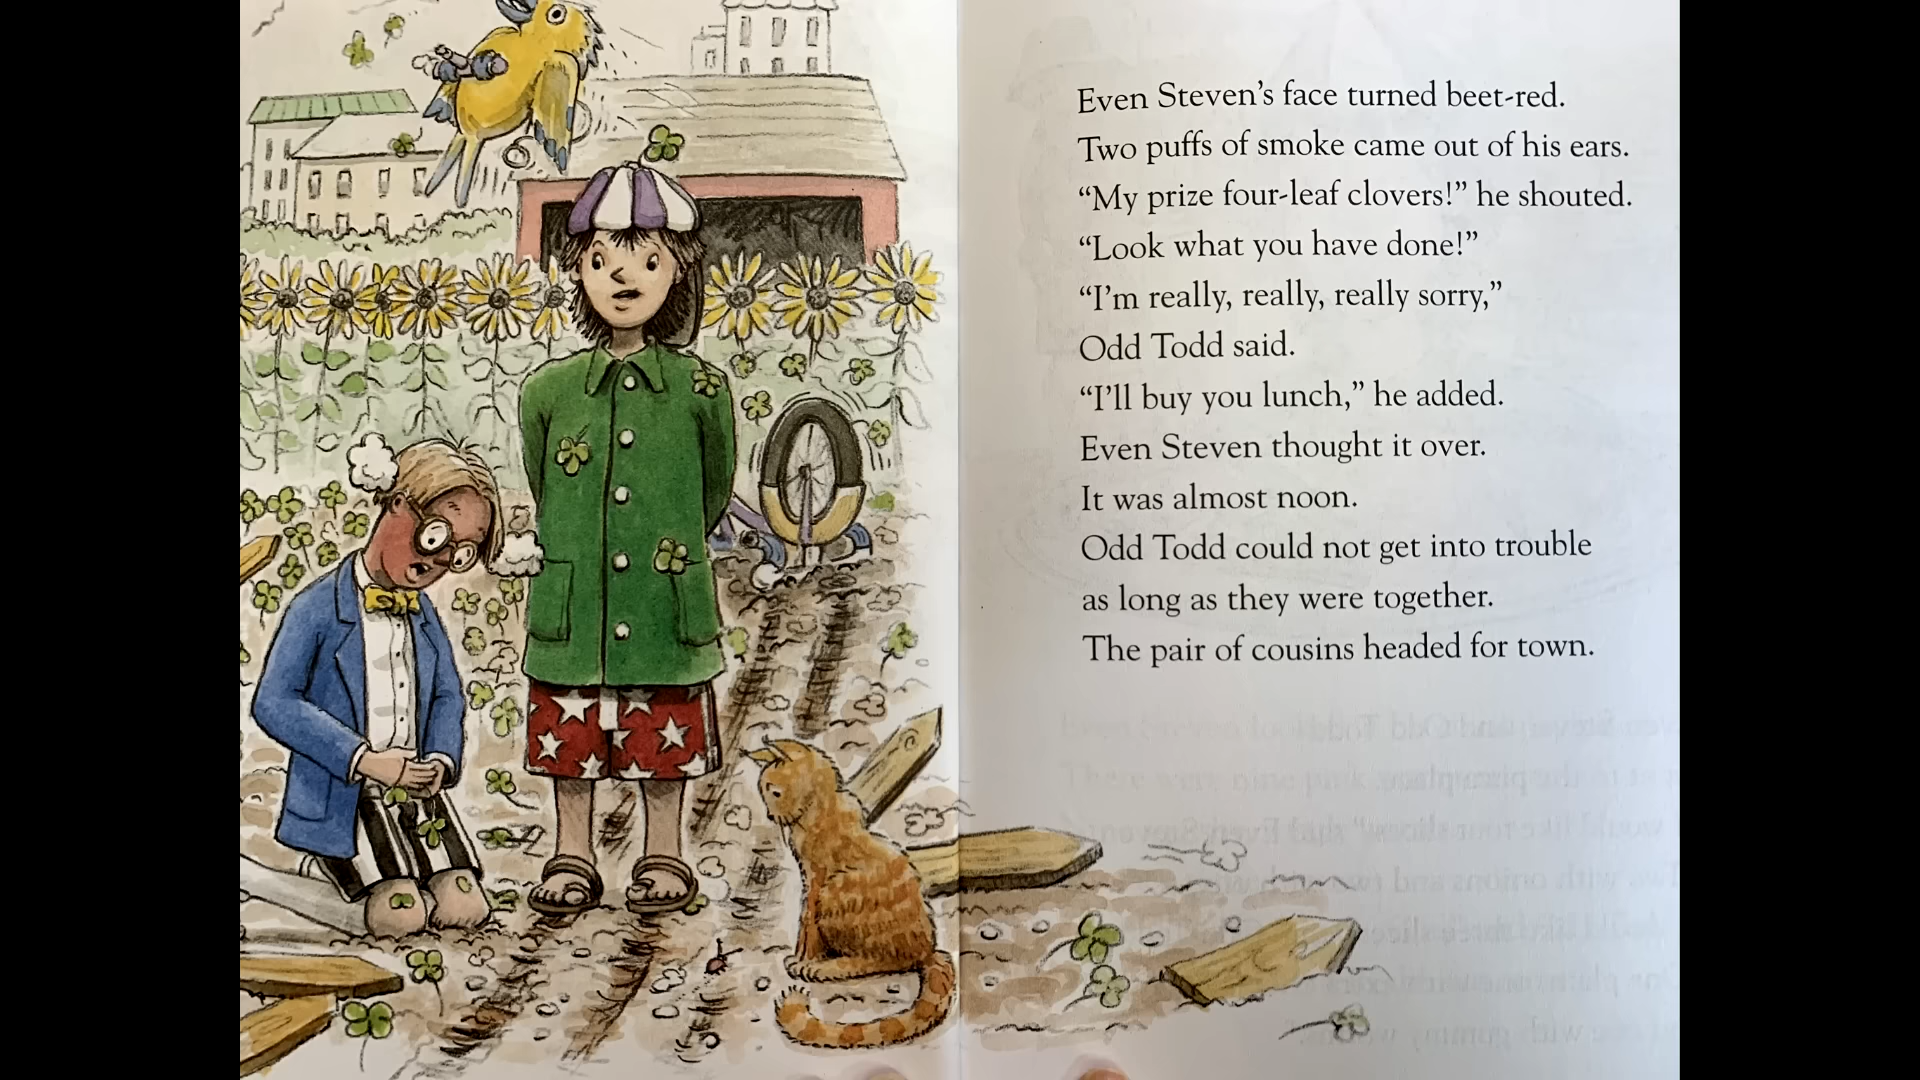 Even Steven's face turned beet-red.
Two puffs of smoke came out of his ears.
“My prize four-leaf clovers!” he shouted.
“Look what you have done!”
“I'm really, really, really sorry,”
Odd Todd said.
“I'll buy you lunch,” he added.
Even Steven thought it over.
It was almost noon.
Odd Todd could not get into trouble
as long as they were together.
The pair of cousins headed for town.